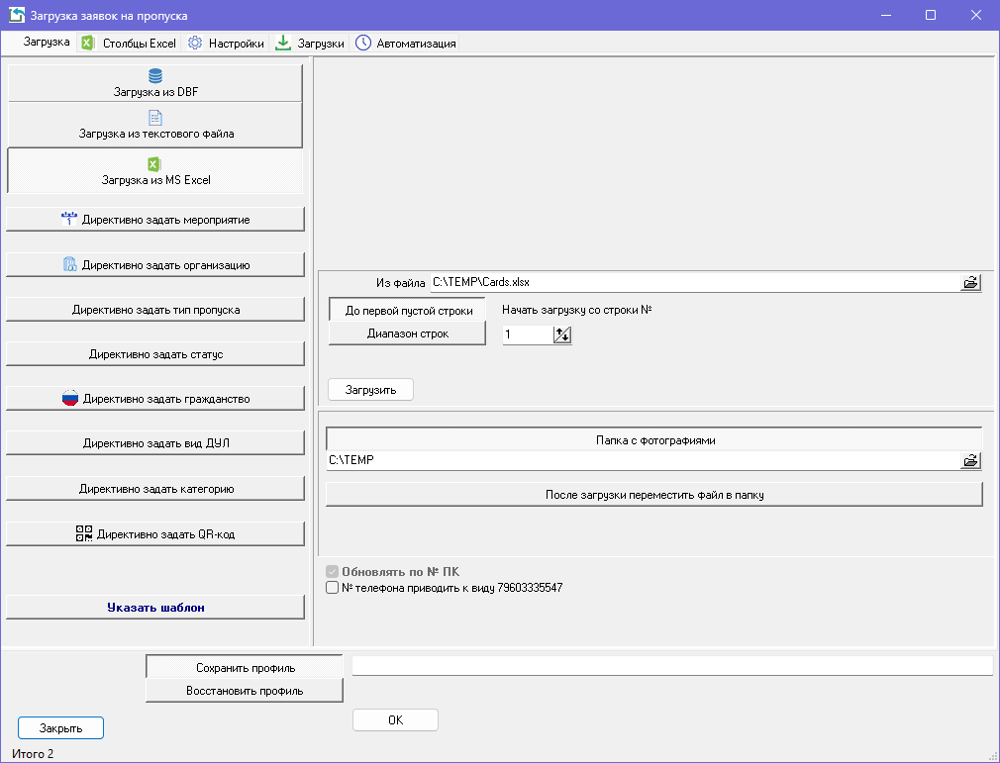 Загрузка заявок на пропуска
Загрузка
Столбцы Excel
Настройки
Загрузки
Автоматизация
Загрузка из DBF
Загрузка из текстового файла
Загрузка из MS Excel
Директивно задать мероприятие
Директивно задать организацию
Директивно задать тип пропуска
Директивно задать статус
Директивно задать гражданство
Директивно задать вид ДУЛ
Директивно задать категорию
Директивно задать QR-код
Указать шаблон
Из файла C:\TEMP\Cards.xlsx
До первой пустой строки
Диапазон строк
Начать загрузку со строки №
1
Загрузить
Папка с фотографиями
C:\TEMP
После загрузки переместить файл в папку
Обновлять по № ПК
№ телефона приводить к виду 79603335547
Сохранить профиль
Восстановить профиль
OK
Закрыть
Итого 2